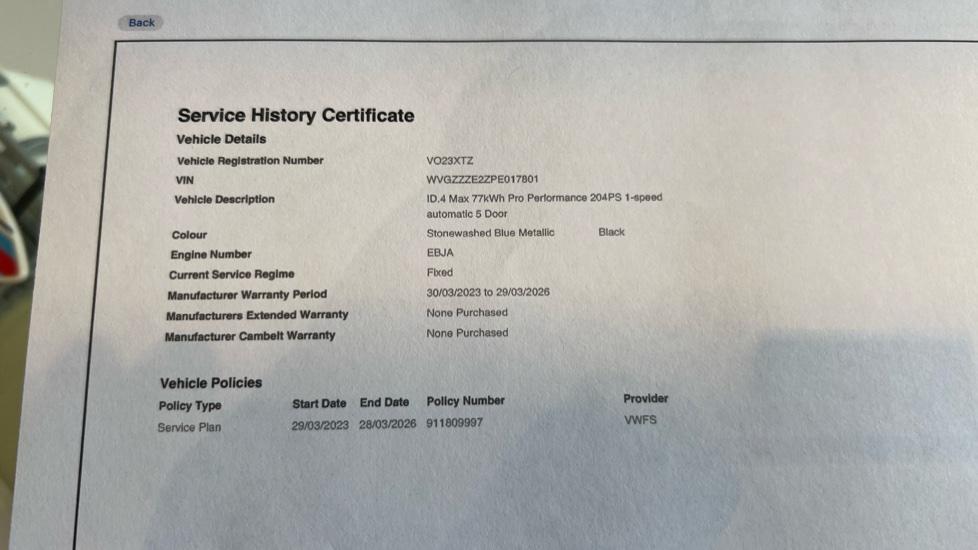 Back
Service History Certificate
Vehicle Details
Vehicle Registration Number VO23XTZ
VIN WVGZZZE2ZPE017801
Vehicle Description ID.4 Max 77kWh Pro Performance 204PS 1-speed
automatic 5 Door
Colour Stonewashed Blue Metallic Black
Engine Number EBJA
Current Service Regime Fixed
Manufacturer Warranty Period 30/03/2023 to 29/03/2026
Manufacturers Extended Warranty None Purchased
Manufacturer Cambelt Warranty None Purchased
Vehicle Policies
Policy Type Start Date End Date Policy Number Provider
Service Plan 29/03/2023 28/03/2026 911809997 VWFS